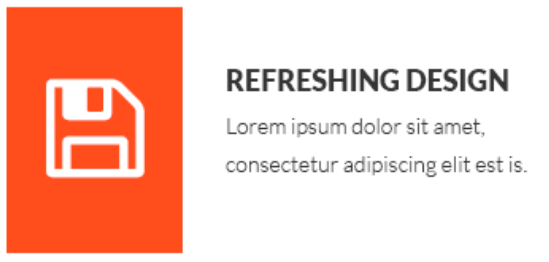 REFRESHING DESIGN
Lorem ipsum dolor sit amet,
consectetur adipiscing elit est is.